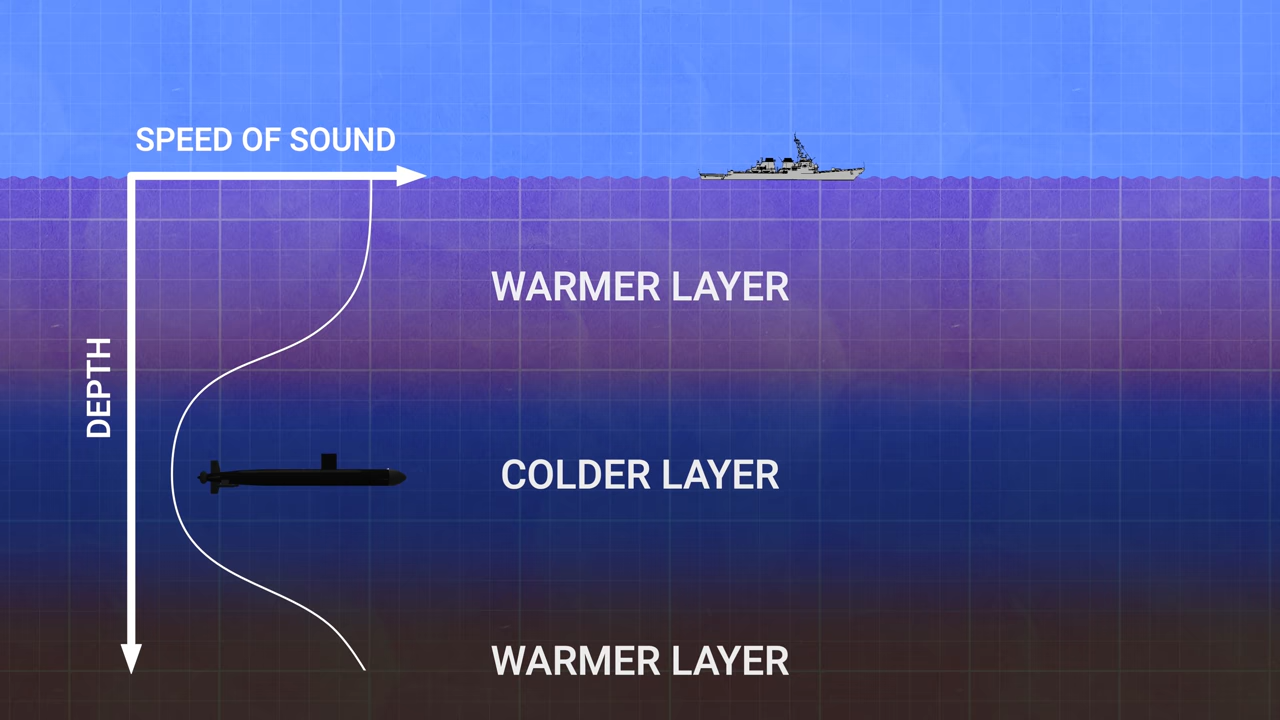 SPEED OF SOUND
WARMER LAYER
DEPTH
COLDER LAYER
WARMER LAYER